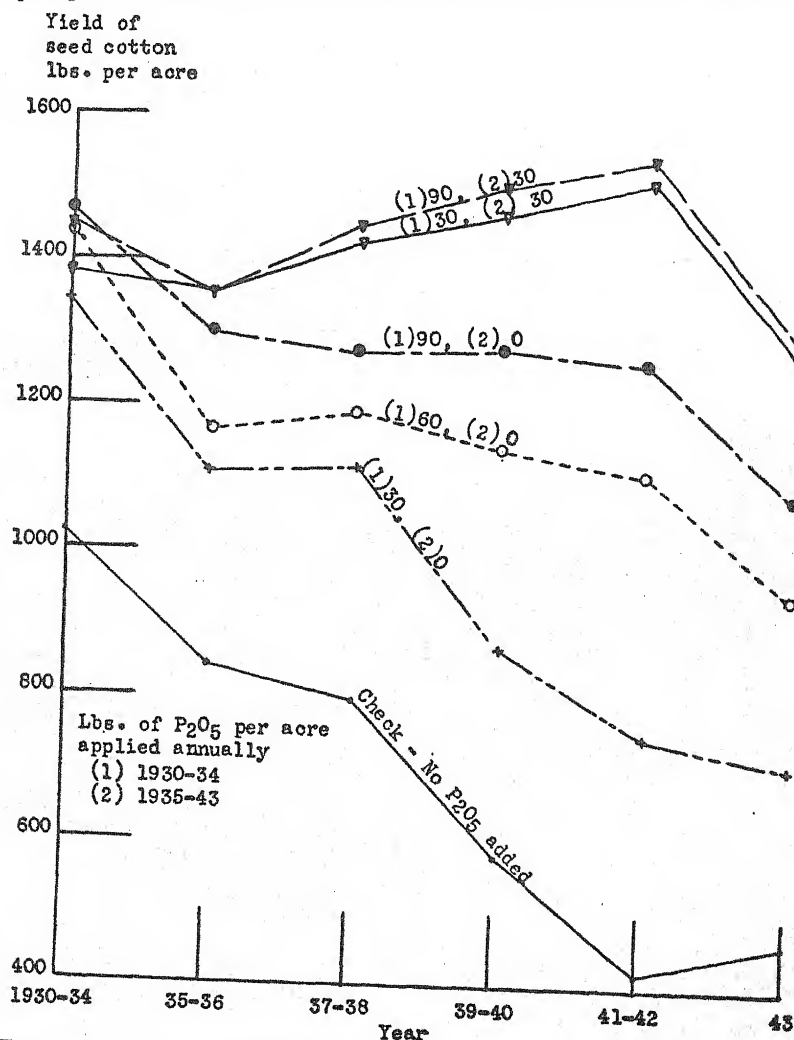 Yield of
seed cotton
lbs. per acre
1600
(1)90, (2)30
(1)30, (2) 30
1400
(1)90, (2)0
1200
(1)60, (2)0
(1)30, (2)0
1000
800
Check - No P2O5 added
Lbs. of P2O5 per acre
applied annually
(1) 1930-34
(2) 1935-43
600
400
1930-34
35-36
37-38
39-40
41-42
43
Year